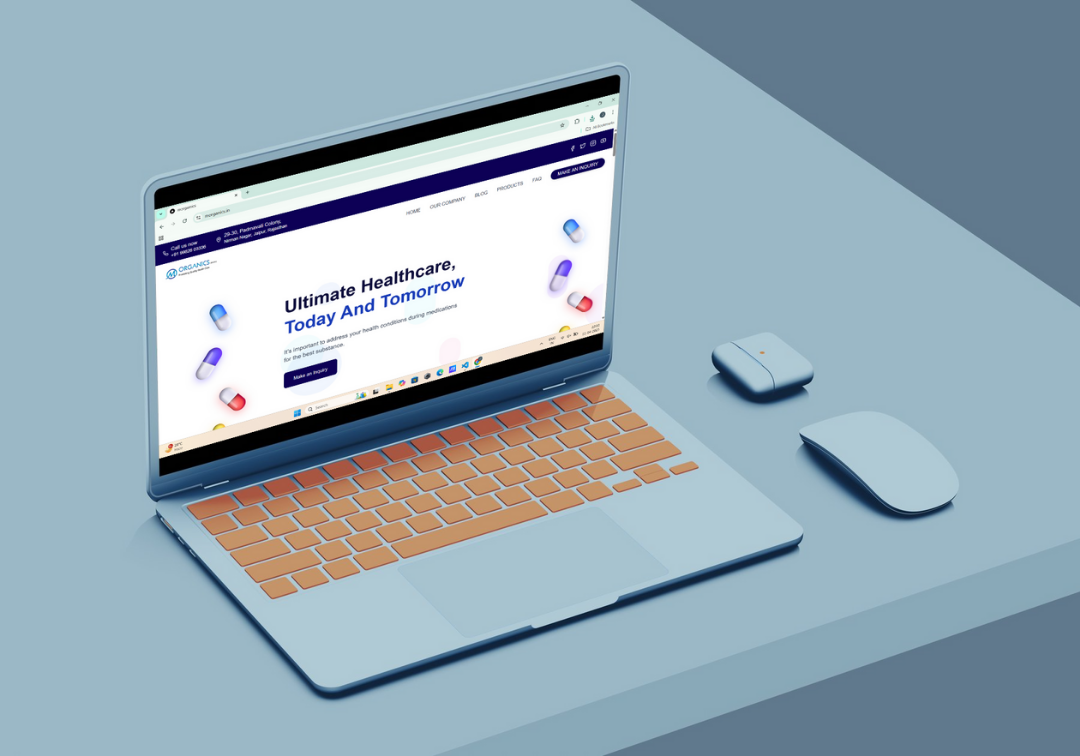 Call us now
29-30, Padmavati Colony,
Nirman Nagar, Jaipur, Rajasthan
HOME
OUR COMPANY
BLOG
PRODUCTS
FAQ
MAKE AN INQUIRY
ORGANICS
Ultimate Healthcare,
Today And Tomorrow
It's important to address your health conditions during medications
for the best substance.
Make an Inquiry
Search